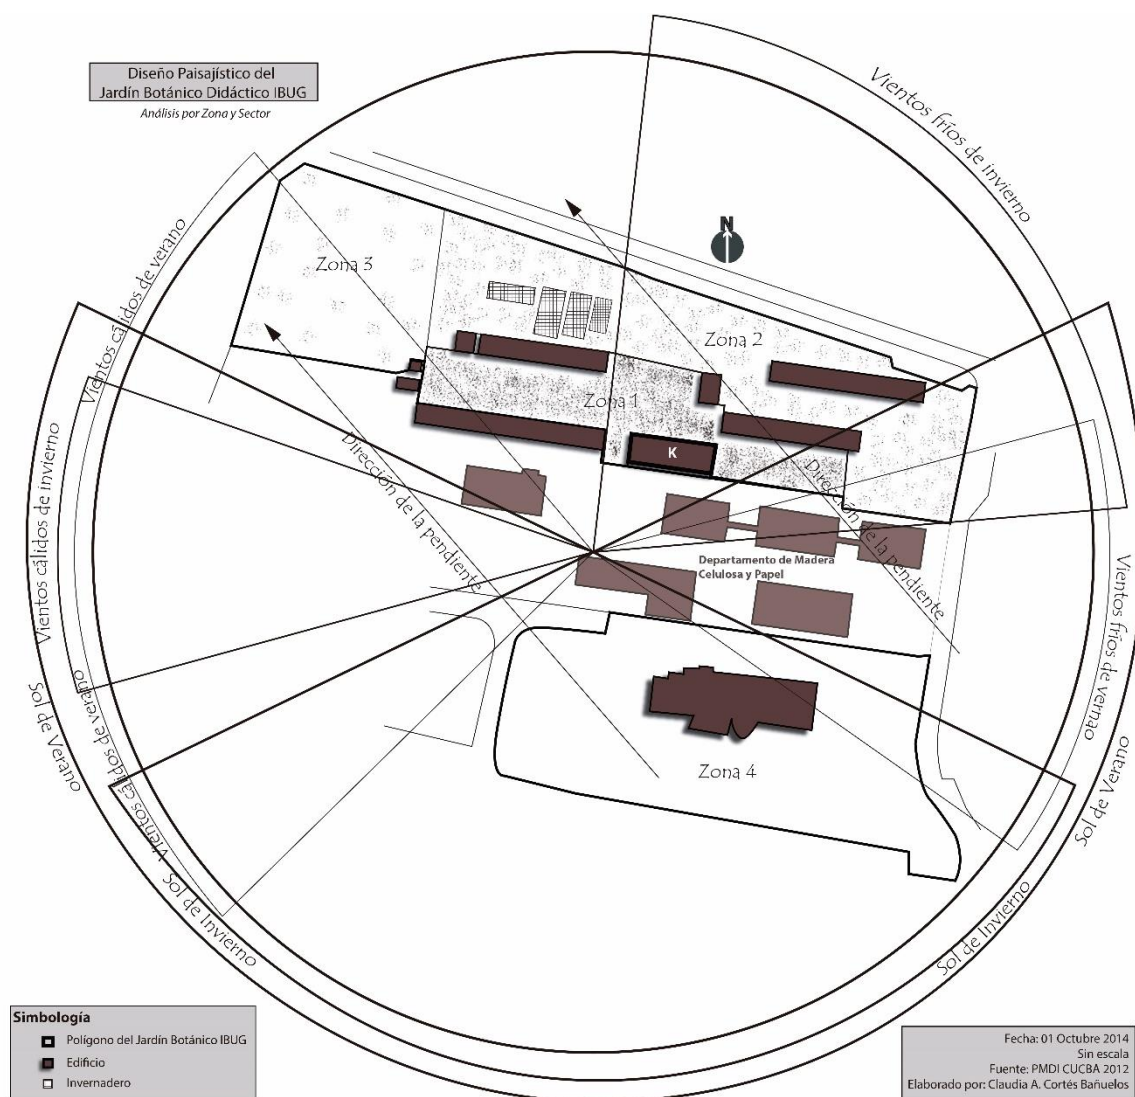 Diseño Paisajístico del
Jardín Botánico Didáctico IBUG
Análisis por Zona y Sector
Vientos fríos de invierno
Vientos cálidos de verano
N
Zona 3
Zona 2
Zona 1
K
Dirección de la pendiente
Dirección de la pendiente
Vientos cálidos de invierno
Departamento de Madera
Celulosa y Papel
Vientos fríos de vernao
Sol de Verano
Vientos cálidos de verano
Sol de Verano
Zona 4
Sol de Invierno
Sol de Invierno
Simbología
Polígono del Jardín Botánico IBUG
Edificio
Invernadero
Fecha: 01 Octubre 2014
Sin escala
Fuente: PMDI CUCBA 2012
Elaborado por: Claudia A. Cortés Bañuelos